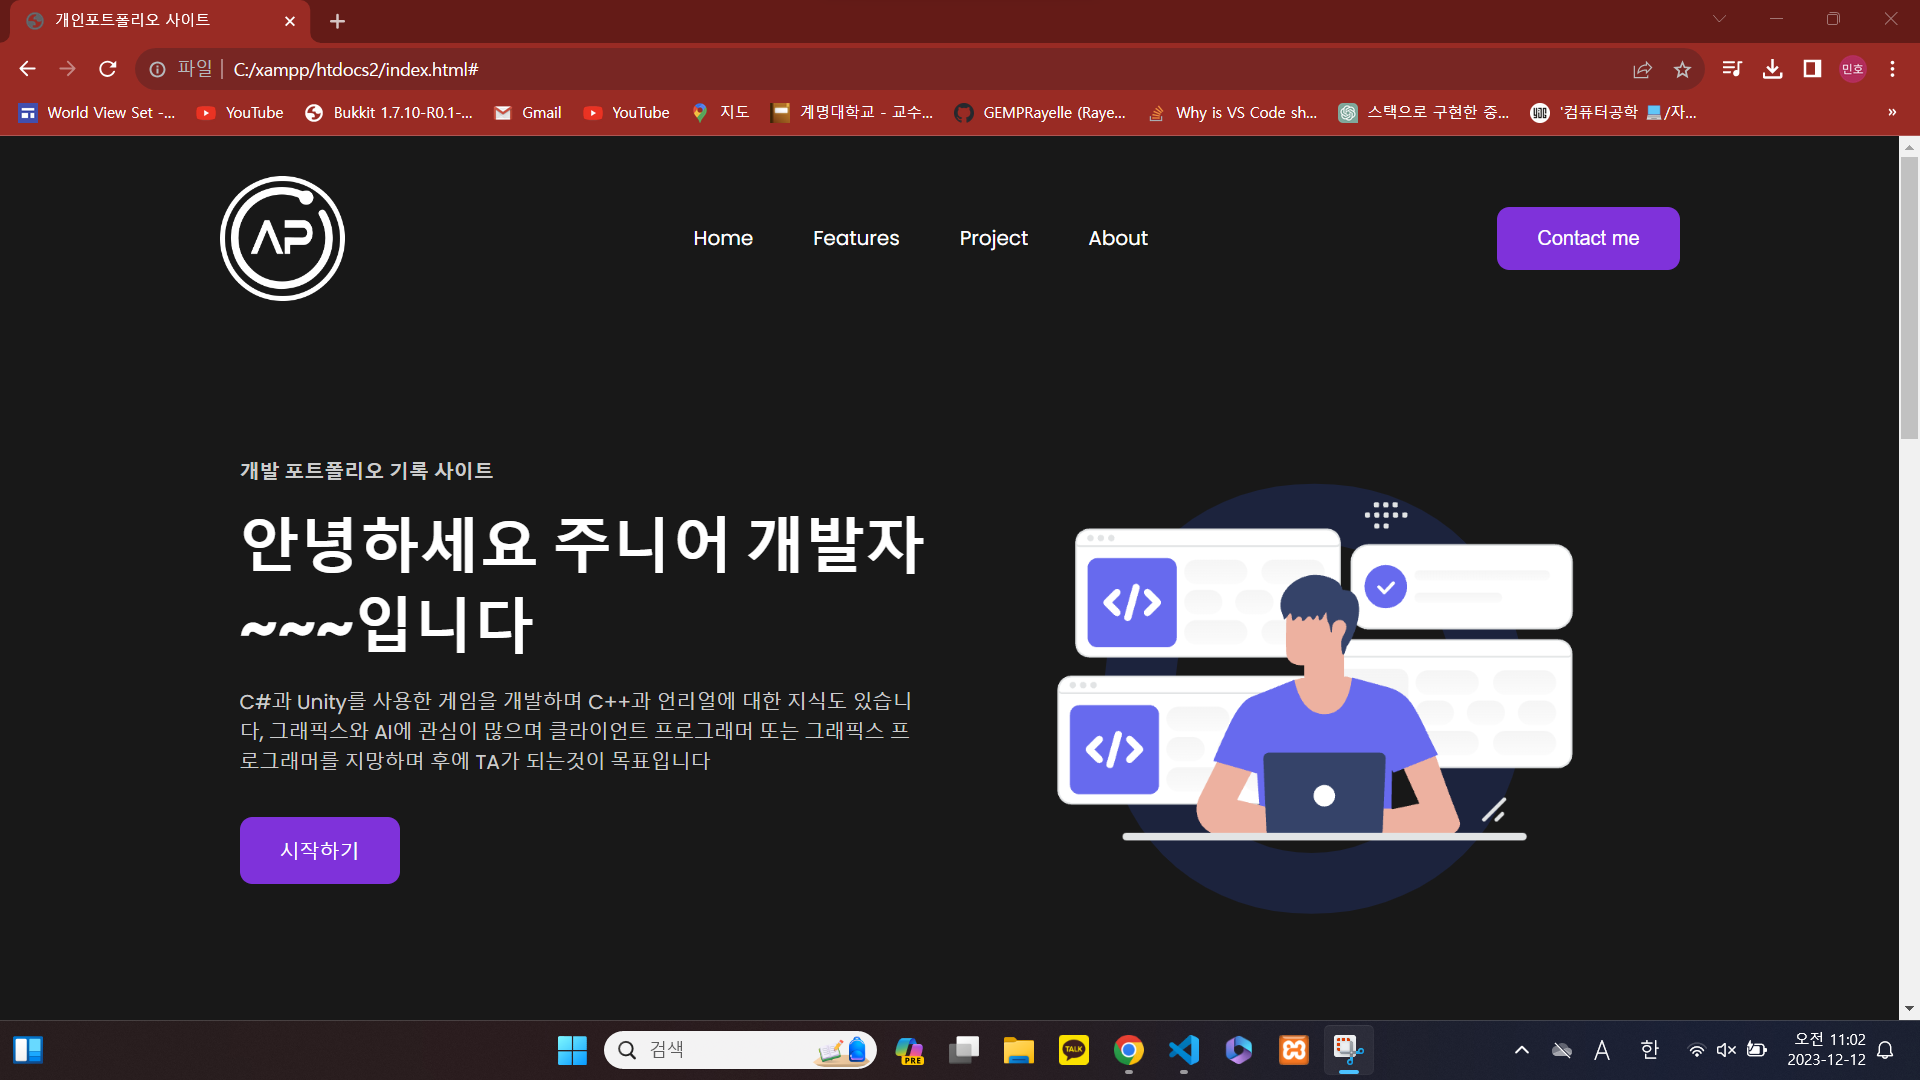 개인포트폴리오 사이트
파일 | C:/xampp/htdocs2/index.html#
민호
World View Set -... YouTube Bukkit 1.7.10-R0.1-... Gmail YouTube 지도 계명대학교 - 교수... GEMPRayelle (Raye... Why is VS Code sh... 스택으로 구현한 중... '컴퓨터공학 💻/자... »
AP
Home Features Project About
Contact me
개발 포트폴리오 기록 사이트
안녕하세요 주니어 개발자
~~~입니다
C#과 Unity를 사용한 게임을 개발하며 C++과 언리얼에 대한 지식도 있습니
다, 그래픽스와 AI에 관심이 많으며 클라이언트 프로그래머 또는 그래픽스 프
로그래머를 지망하며 후에 TA가 되는것이 목표입니다
</>
</>
시작하기
검색
PRE
TALK
A 한
오전 11:02
2023-12-12